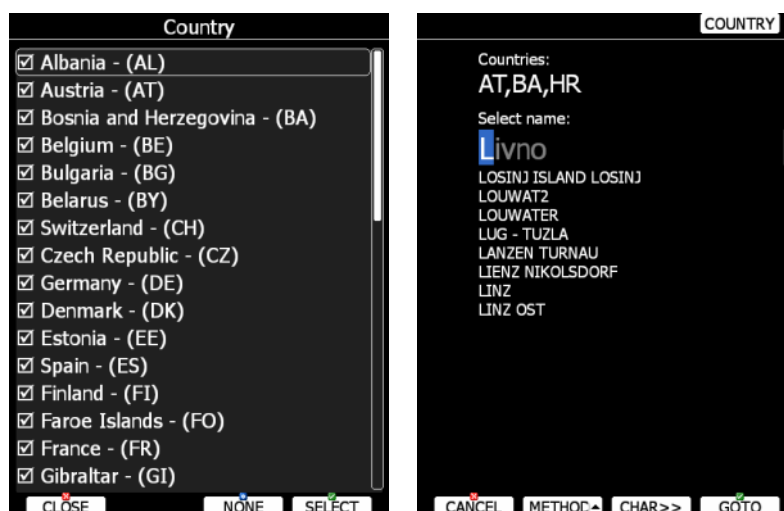 Country
Albania - (AL)
Austria - (AT)
Bosnia and Herzegovina - (BA)
Belgium - (BE)
Bulgaria - (BG)
Belarus - (BY)
Switzerland - (CH)
Czech Republic - (CZ)
Germany - (DE)
Denmark - (DK)
Estonia - (EE)
Spain - (ES)
Finland - (FI)
Faroe Islands - (FO)
France - (FR)
Gibraltar - (GI)
CLOSE NONE SELECT
COUNTRY
Countries:
AT,BA,HR
Select name:
Livno
LOSINJ ISLAND LOSINJ
LOUWAT2
LOUWATER
LUG - TUZLA
LANZEN TURNAU
LIENZ NIKOLSDORF
LINZ
LINZ OST
CANCEL METHOD CHAR>> GOTO